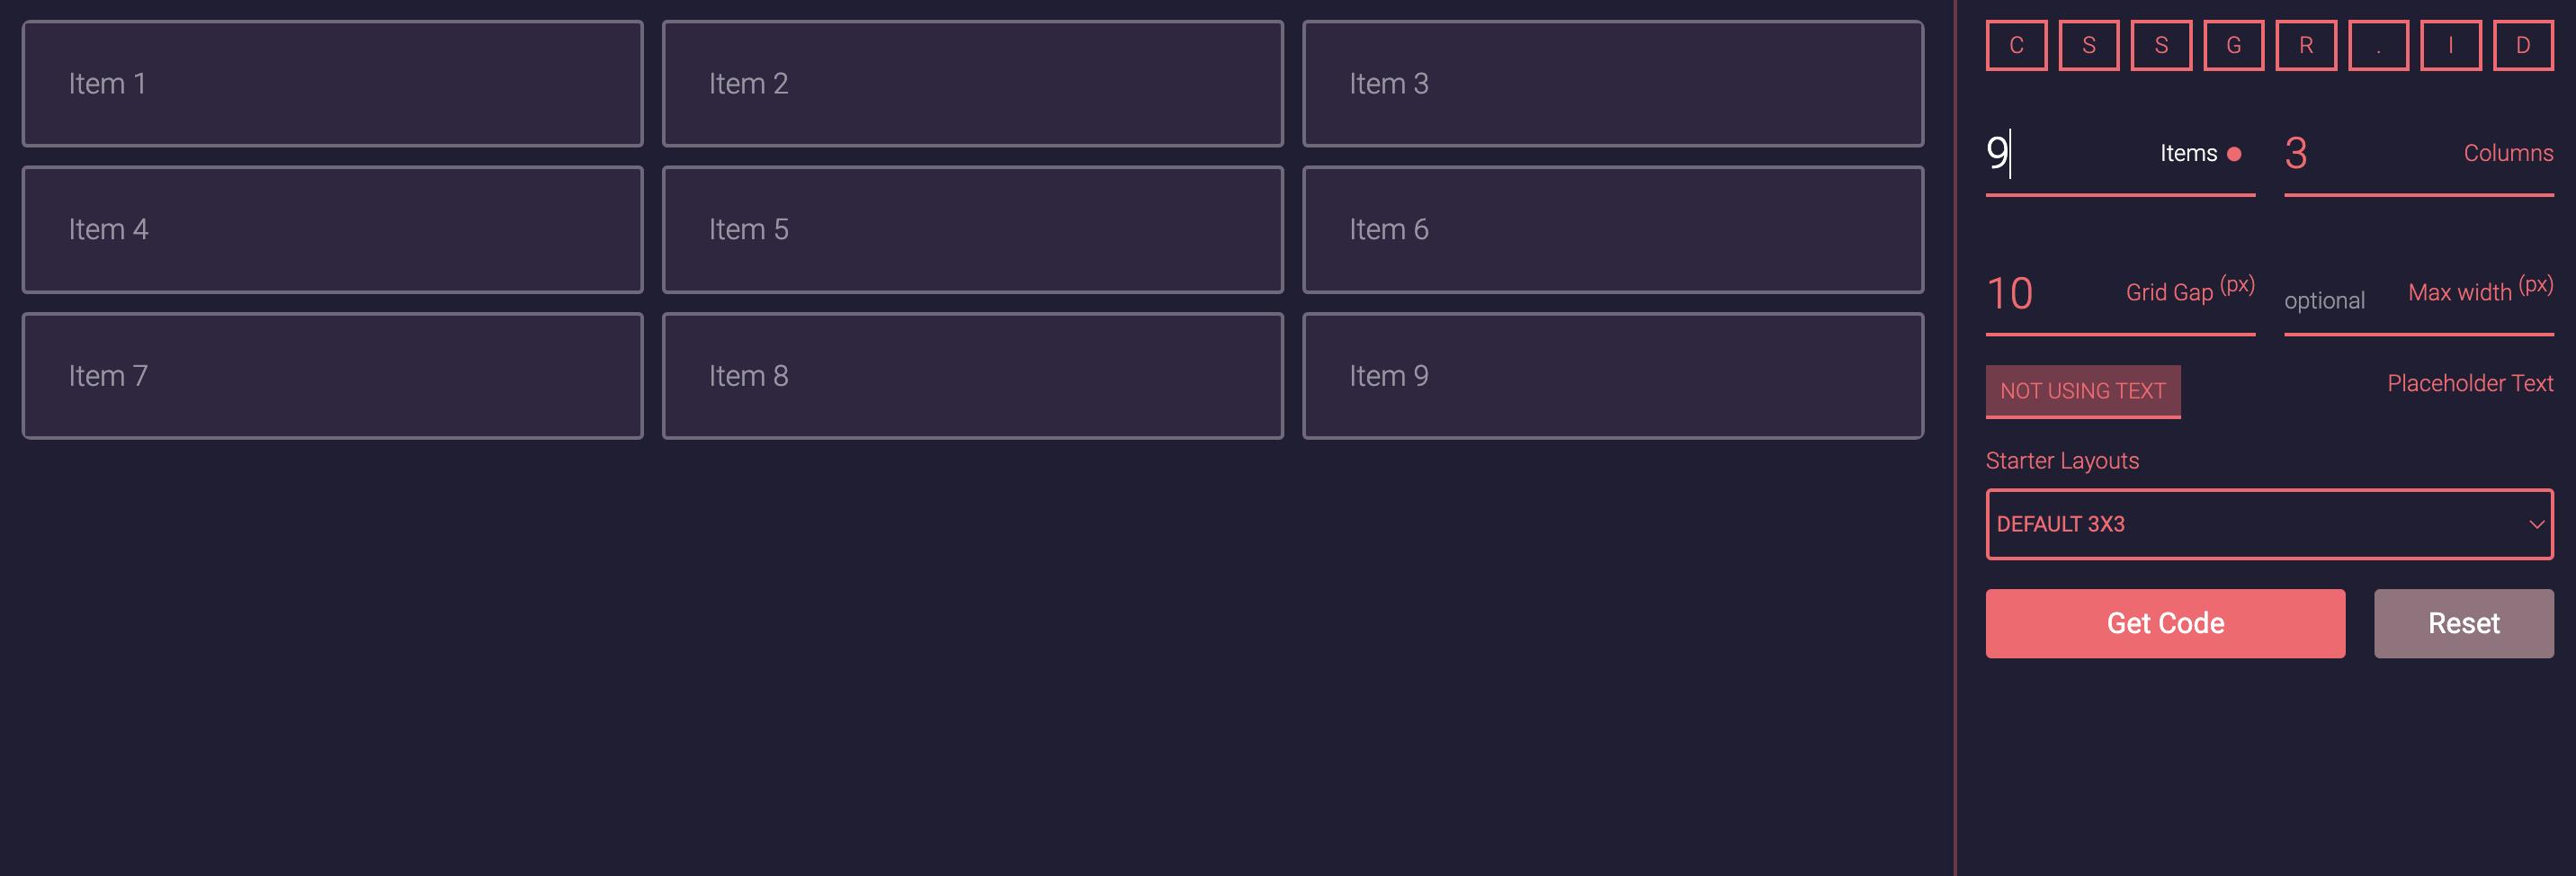 Item 1
Item 2
Item 3
Item 4
Item 5
Item 6
Item 7
Item 8
Item 9
C S S G R . I D
9 Items
3 Columns
10 Grid Gap (px)
optional Max width (px)
NOT USING TEXT
Placeholder Text
Starter Layouts
DEFAULT 3X3
Get Code
Reset